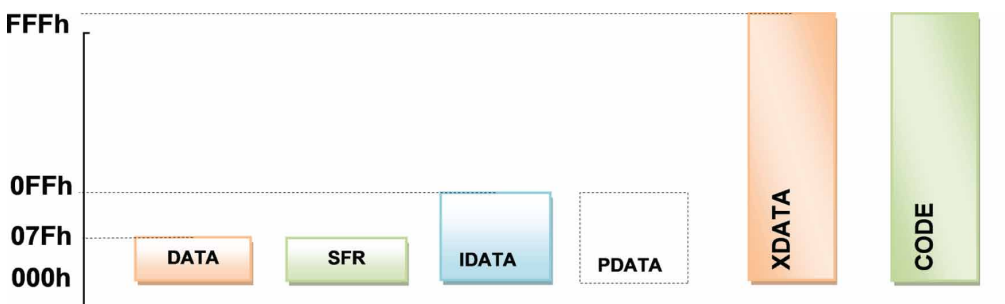 FFFh
0FFh
07Fh
000h
DATA
SFR
IDATA
PDATA
XDATA
CODE